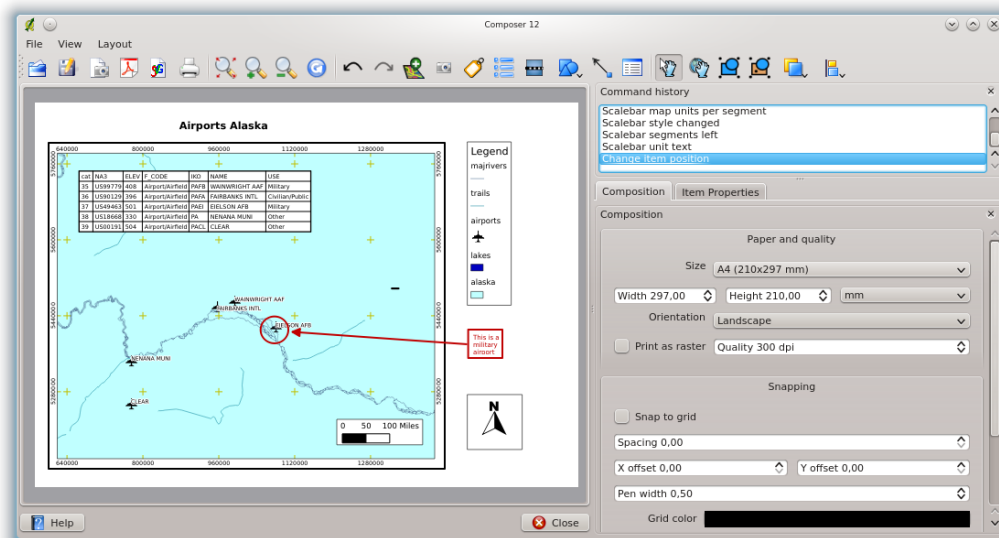 Composer 12
File View Layout
Airports Alaska
640000 800000 960000 1120000 1280000
5760000 5760000
cat NA3 ELEV F_CODE IKO NAME USE
35 US99779 408 Airport/Airfield PAFB WAINWRIGHT AAF Military
36 US90129 396 Airport/Airfield PAFA FAIRBANKS INTL Civilian/Public
37 US49463 501 Airport/Airfield PAEI EIELSON AFB Military
38 US18668 330 Airport/Airfield PA NENANA MUNI Other
39 US00191 504 Airport/Airfield PACL CLEAR Other
5600000 5600000
WAINWRIGHT AAF
FAIRBANKS INTL
5440000 5440000
EIELSON AFB
NENANA MUNI
5280000 5280000
CLEAR
0 50 100 Miles
640000 800000 960000 1120000 1280000
Legend
majrivers
trails
airports
lakes
alaska
This is a
military
airport
N
Help
Close
Command history
Scalebar map units per segment
Scalebar style changed
Scalebar segments left
Scalebar unit text
Change item position
Composition Item Properties
Composition
Paper and quality
Size A4 (210x297 mm)
Width 297,00 Height 210,00 mm
Orientation Landscape
Print as raster Quality 300 dpi
Snapping
Snap to grid
Spacing 0,00
X offset 0,00 Y offset 0,00
Pen width 0,50
Grid color